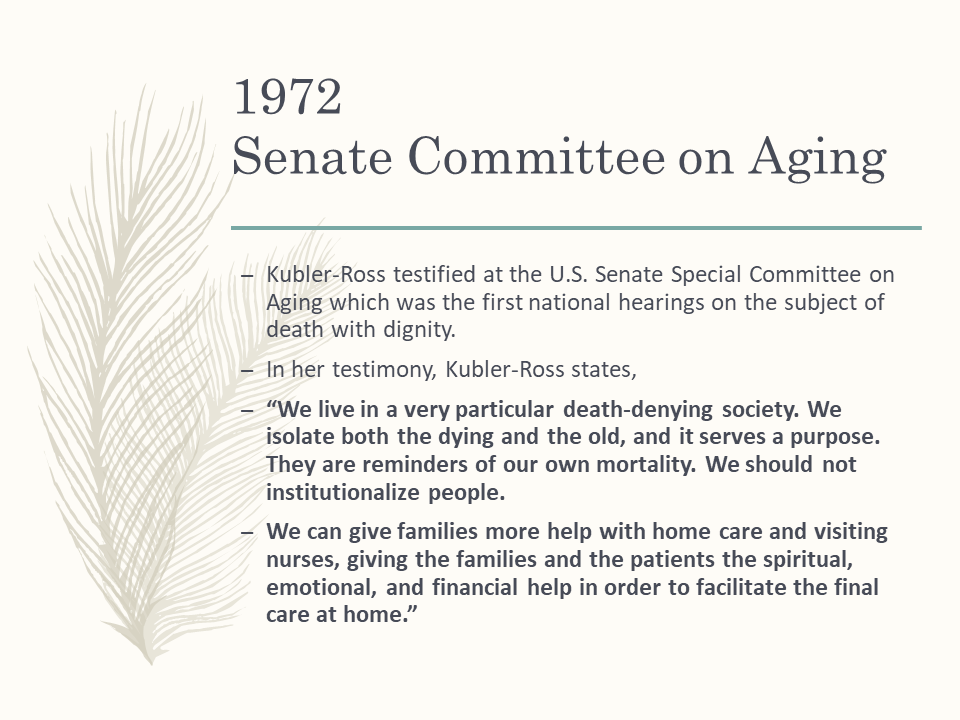 1972
Senate Committee on Aging
– Kubler-Ross testified at the U.S. Senate Special Committee on
Aging which was the first national hearings on the subject of
death with dignity.
– In her testimony, Kubler-Ross states,
– “We live in a very particular death-denying society. We
isolate both the dying and the old, and it serves a purpose.
They are reminders of our own mortality. We should not
institutionalize people.
– We can give families more help with home care and visiting
nurses, giving the families and the patients the spiritual,
emotional, and financial help in order to facilitate the final
care at home.”